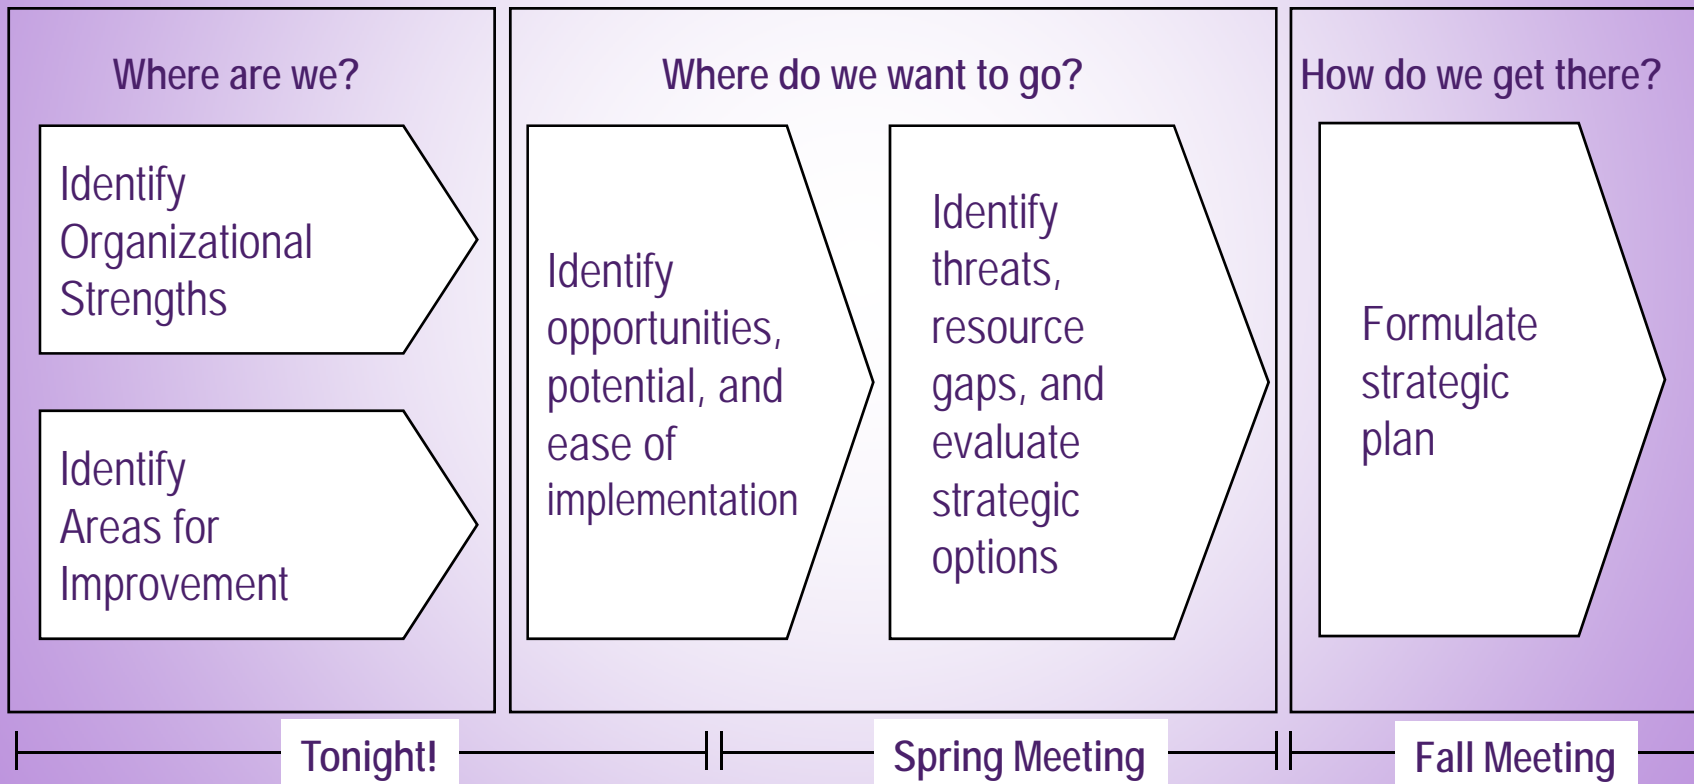 Where are we?
Identify
Organizational
Strengths
Identify
Areas for
Improvement
Where do we want to go?
Identify
opportunities,
potential, and
ease of
implementation
Identify
threats,
resource
gaps, and
evaluate
strategic
options
How do we get there?
Formulate
strategic
plan
Tonight!
Spring Meeting
Fall Meeting